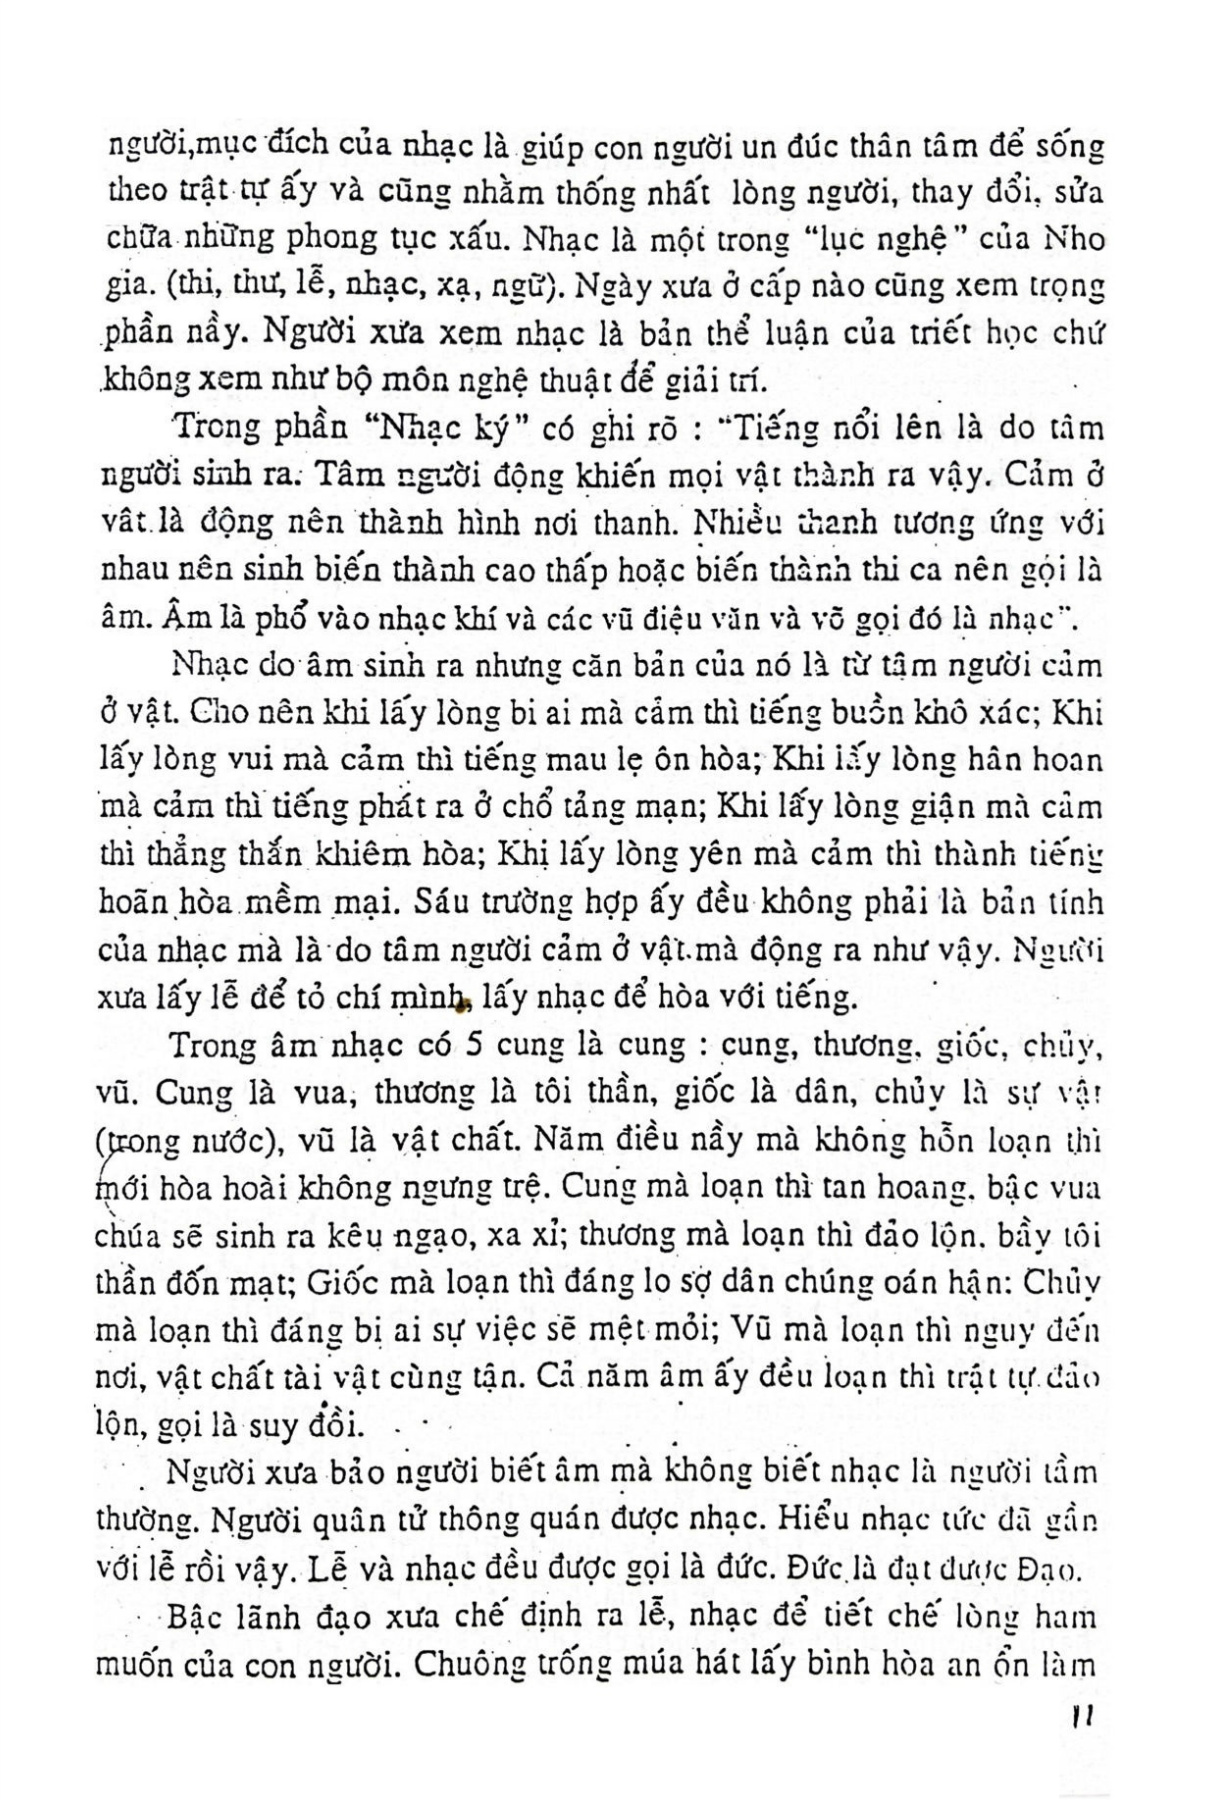 người,mục đích của nhạc là giúp con người un đúc thân tâm để sống
theo trật tự ấy và cũng nhằm thống nhất lòng người, thay đổi, sửa
chữa những phong tục xấu. Nhạc là một trong “lục nghệ” của Nho
gia. (thi, thư, lễ, nhạc, xạ, ngữ). Ngày xưa ở cấp nào cũng xem trọng
phần nầy. Người xưa xem nhạc là bản thể luận của triết học chứ
không xem như bộ môn nghệ thuật để giải trí.
Trong phần “Nhạc ký” có ghi rõ : “Tiếng nổi lên là do tâm
người sinh ra. Tâm người động khiến mọi vật thành ra vậy. Cảm ở
vât là động nên thành hình nơi thanh. Nhiều thanh tương ứng với
nhau nên sinh biến thành cao thấp hoặc biến thành thi ca nên gọi là
âm. Âm là phổ vào nhạc khí và các vũ điệu văn và võ gọi đó là nhạc”.
Nhạc do âm sinh ra nhưng căn bản của nó là từ tâm người cảm
ở vật. Cho nên khi lấy lòng bi ai mà cảm thì tiếng buồn khô xác; Khi
lấy lòng vui mà cảm thì tiếng mau lẹ ôn hòa; Khi lấy lòng hân hoan
mà cảm thì tiếng phát ra ở chổ tảng mạn; Khi lấy lòng giận mà cảm
thì thẳng thắn khiêm hòa; Khi lấy lòng yên mà cảm thì thành tiếng
hoãn hòa mềm mại. Sáu trường hợp ấy đều không phải là bản tính
của nhạc mà là do tâm người cảm ở vật mà động ra như vậy. Người
xưa lấy lễ để tỏ chí mình, lấy nhạc để hòa với tiếng.
Trong âm nhạc có 5 cung là cung : cung, thương, giốc, chủy,
vũ. Cung là vua, thương là tôi thần, giốc là dân, chủy là sự vật
(trong nước), vũ là vật chất. Năm điều nầy mà không hỗn loạn thì
mới hòa hoài không ngưng trệ. Cung mà loạn thì tan hoang, bậc vua
chúa sẽ sinh ra kêu ngạo, xa xỉ; thương mà loạn thì đảo lộn, bầy tôi
thần đốn mạt; Giốc mà loạn thì đáng lo sợ dân chúng oán hận: Chủy
mà loạn thì đáng bị ai sự việc sẽ mệt mỏi; Vũ mà loạn thì nguy đến
nơi, vật chất tài vật cùng tận. Cả năm âm ấy đều loạn thì trật tự đảo
lộn, gọi là suy đồi.
Người xưa bảo người biết âm mà không biết nhạc là người tầm
thường. Người quân tử thông quán được nhạc. Hiểu nhạc tức đã gần
với lễ rồi vậy. Lễ và nhạc đều được gọi là đức. Đức là đạt được Đạo.
Bậc lãnh đạo xưa chế định ra lễ, nhạc để tiết chế lòng ham
muốn của con người. Chuông trống múa hát lấy bình hòa an ổn làm
11